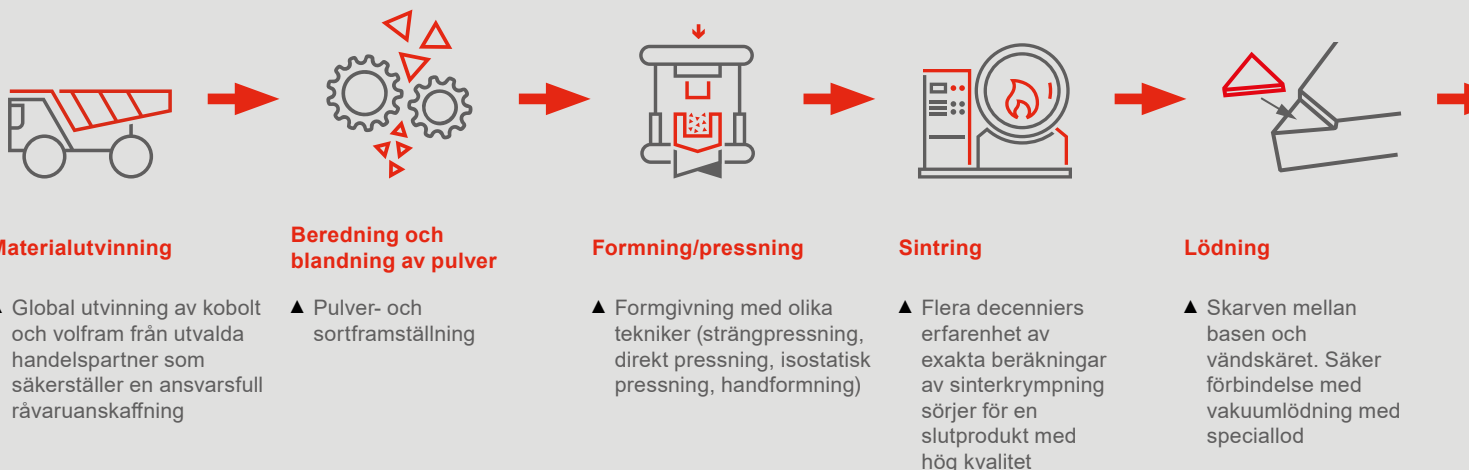 Materialutvinning
▲ Global utvinning av kobolt
och volfram från utvalda
handelspartner som
säkerställer en ansvarsfull
råvaruanskaffning
Beredning och
blandning av pulver
▲ Pulver- och
sortframställning
Formning/pressning
▲ Formgivning med olika
tekniker (strängpressning,
direkt pressning, isostatisk
pressning, handformning)
Sintring
▲ Flera decenniers
erfarenhet av
exakta beräkningar
av sinterkrympning
sörjer för en
slutprodukt med
hög kvalitet
Lödning
▲ Skarven mellan
basen och
vändskäret. Säker
förbindelse med
vakuumlödning med
speciallod